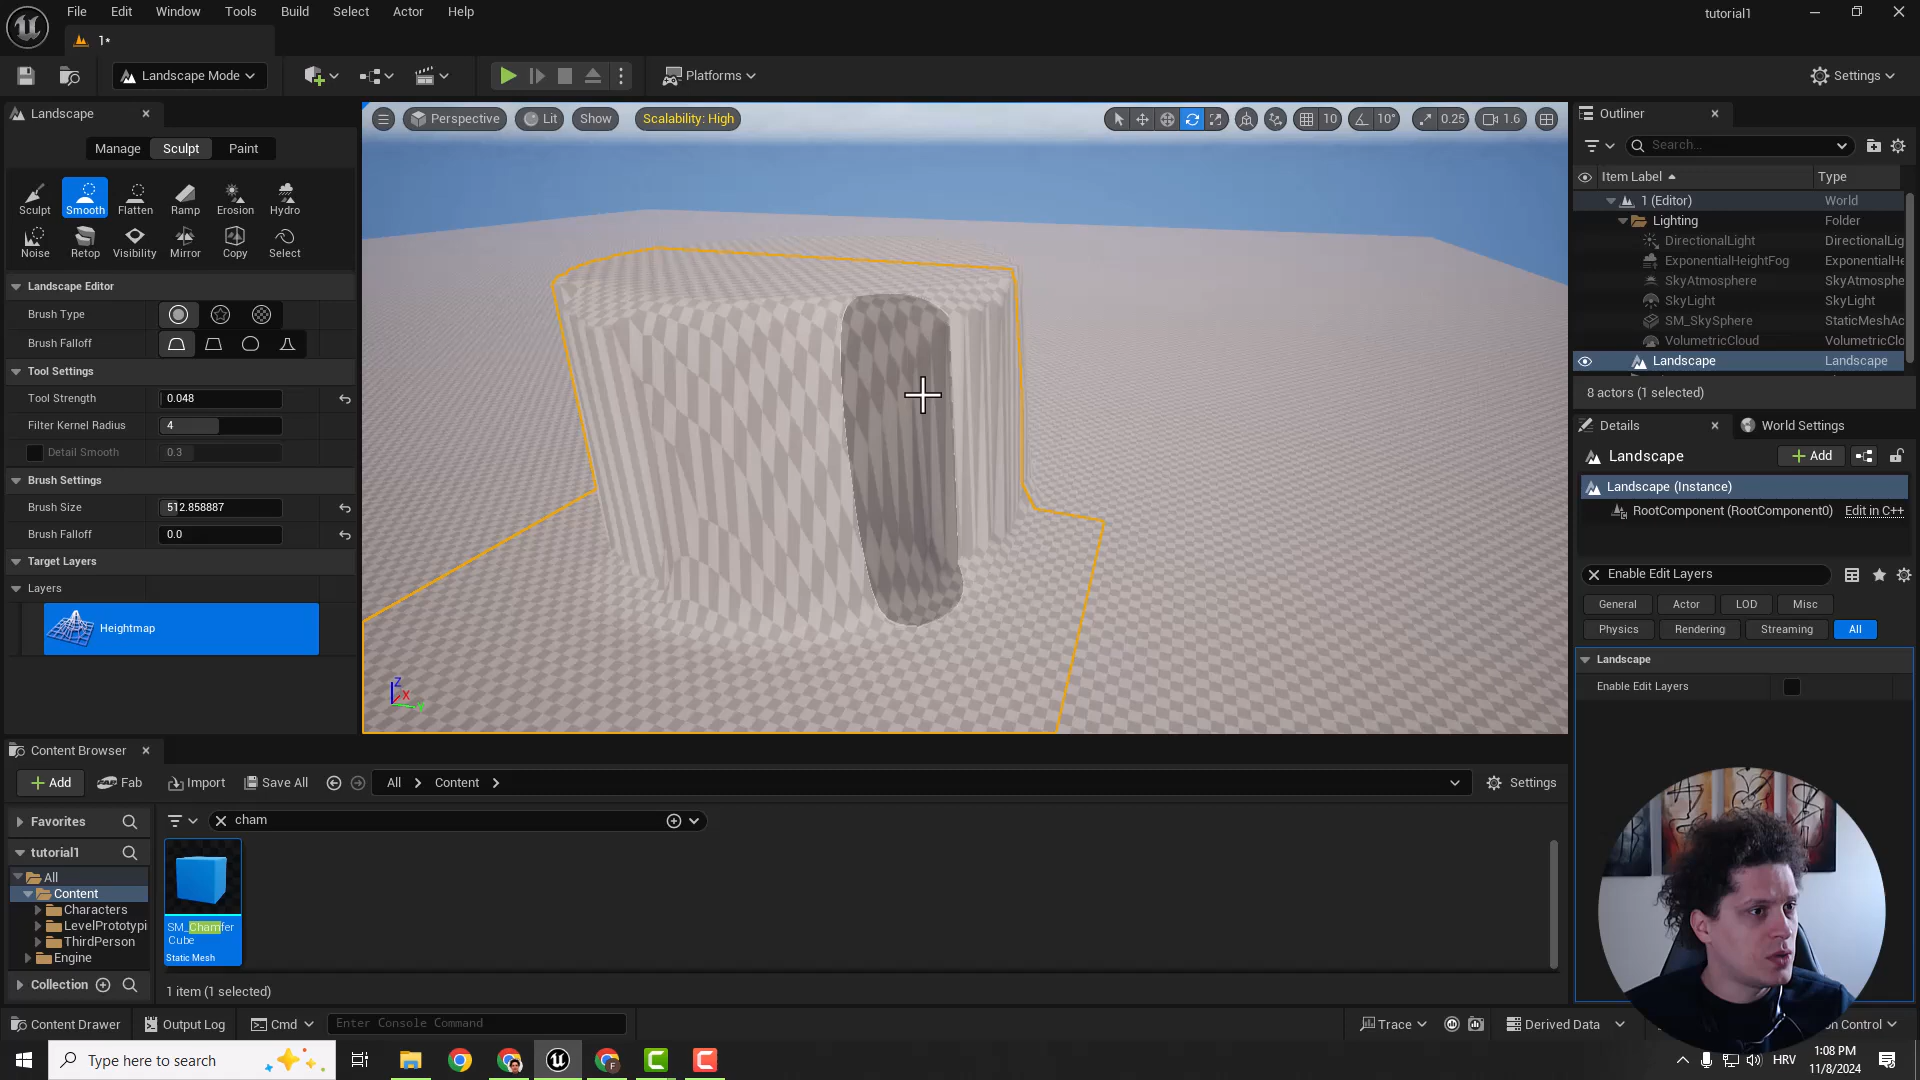 File Edit Window Tools Build Select Actor Help
tutorial1
1*
Landscape Mode
Platforms
Settings
Landscape
Manage Sculpt Paint
Sculpt Smooth Flatten Ramp Erosion Hydro
Noise Retop Visibility Mirror Copy Select
Landscape Editor
Brush Type
Brush Falloff
Tool Settings
Tool Strength 0.048
Filter Kernel Radius 4
Detail Smooth 0.3
Brush Settings
Brush Size 512.858887
Brush Falloff 0.0
Target Layers
Layers
Heightmap
Perspective Lit Show Scalability: High
10 10° 0.25 1.6
Z X Y
Outliner
Search...
Item Label Type
1 (Editor) World
Lighting Folder
DirectionalLight DirectionalLig
ExponentialHeightFog ExponentialHe
SkyAtmosphere SkyAtmosphe
SkyLight SkyLight
SM_SkySphere StaticMeshAc
VolumetricCloud VolumetricClo
Landscape Landscape
8 actors (1 selected)
Details World Settings
Landscape Add
Landscape (Instance)
RootComponent (RootComponent0) Edit in C++
Enable Edit Layers
General Actor LOD Misc
Physics Rendering Streaming All
Landscape
Enable Edit Layers
Content Browser
Add Fab Import Save All All Content Settings
Favorites
cham
tutorial1
All
Content
Characters
LevelPrototypi
ThirdPerson
Engine
Collection
SM_Chamfer
Cube
Static Mesh
1 item (1 selected)
Content Drawer Output Log Cmd Enter Console Command Trace Derived Data on Control
Type here to search
HRV
1:08 PM
11/8/2024